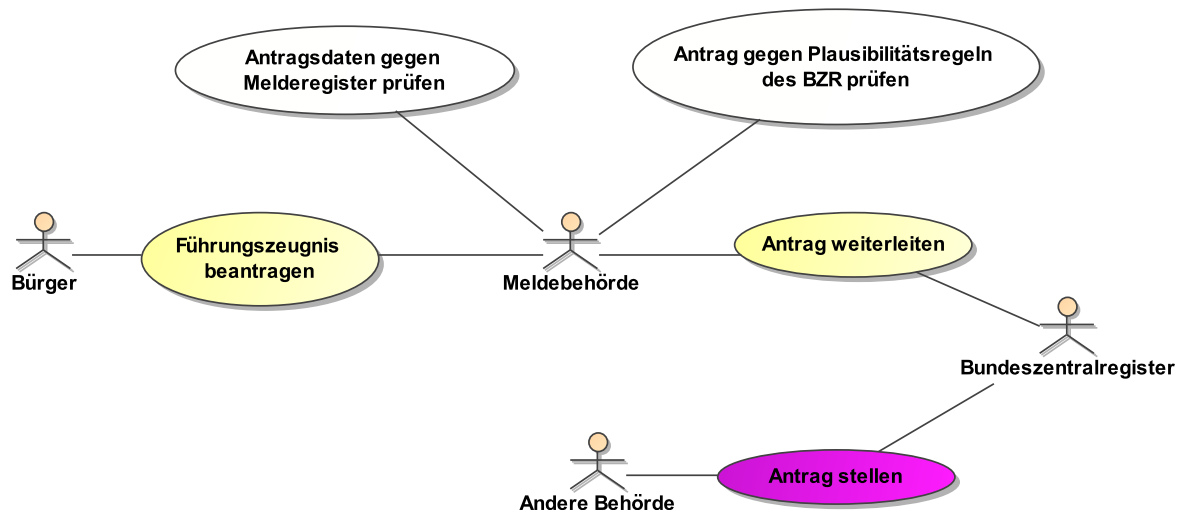 Antragsdaten gegen
Melderegister prüfen
Antrag gegen Plausibilitätsregeln
des BZR prüfen
Bürger
Führungszeugnis
beantragen
Meldebehörde
Antrag weiterleiten
Bundeszentralregister
Andere Behörde
Antrag stellen